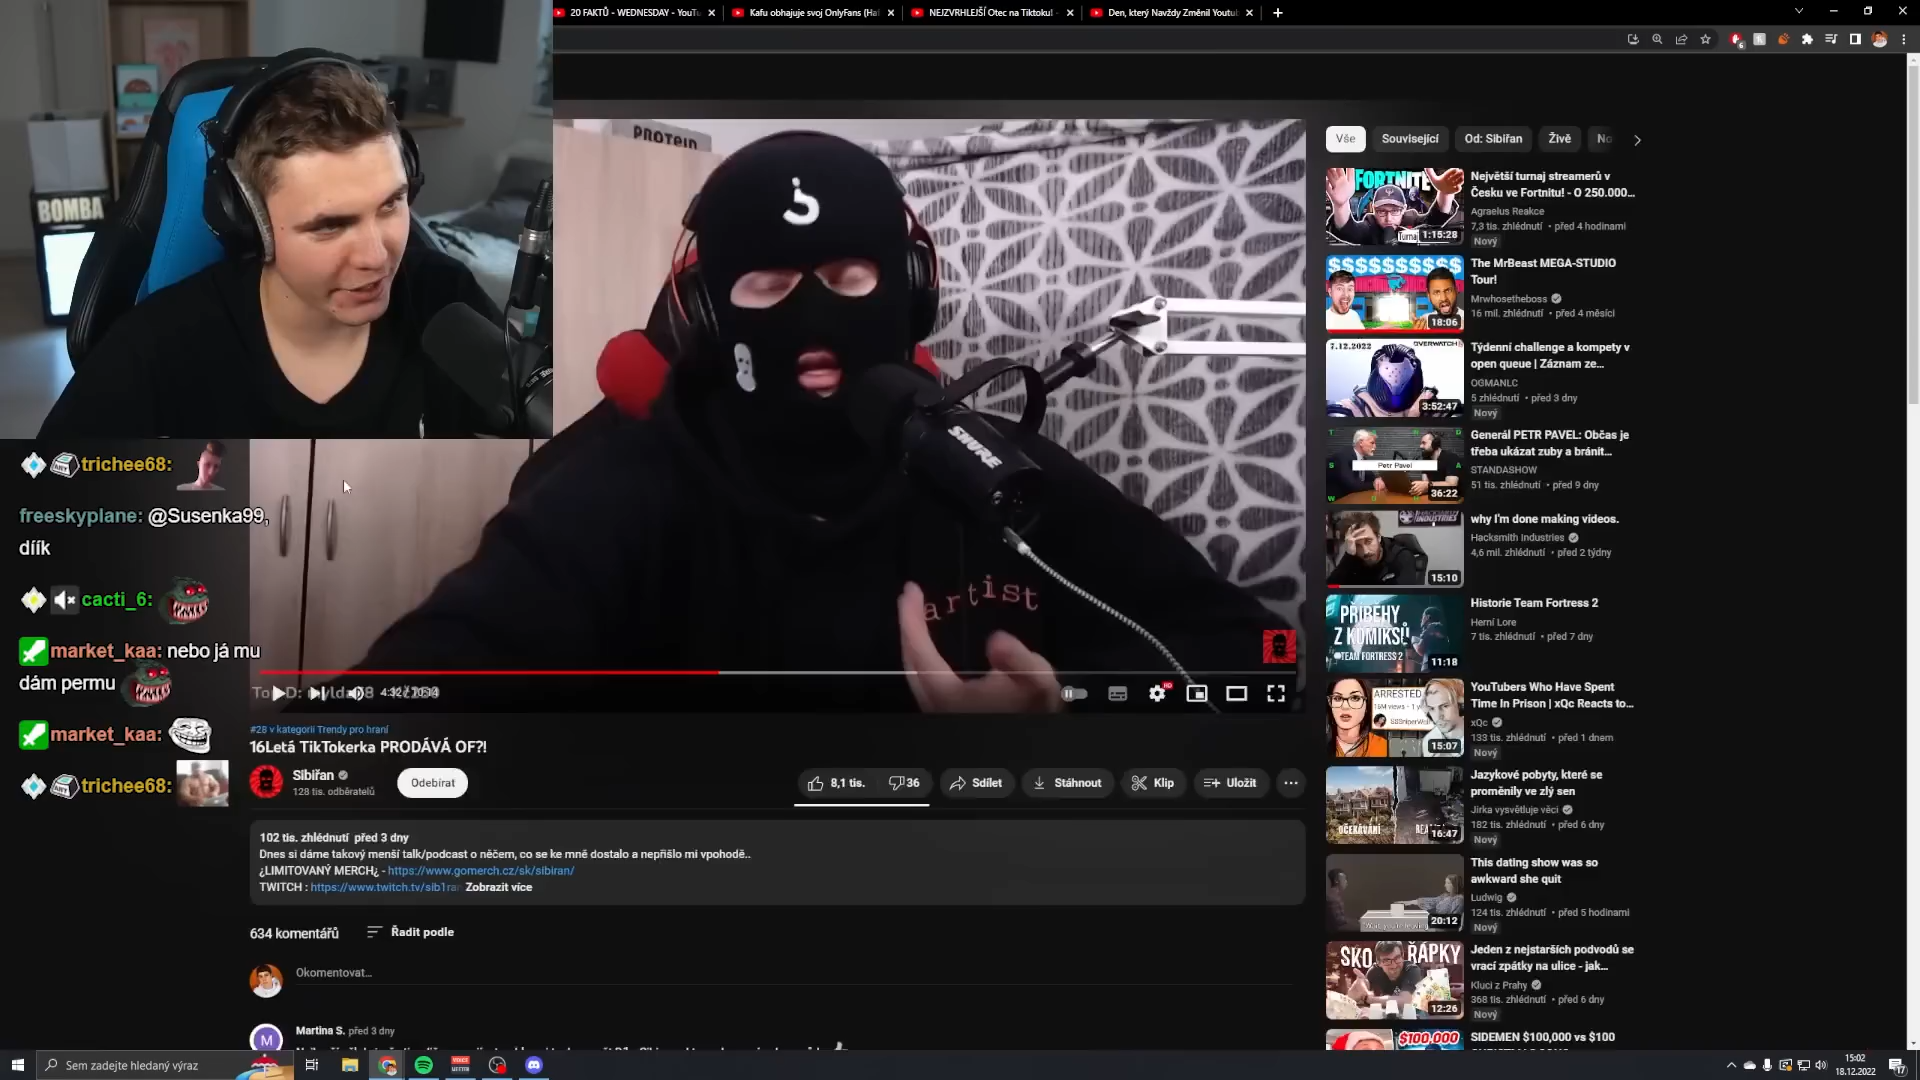 20 FAKTŮ - WEDNESDAY - YouTu
Kafu obhajuje svoj OnlyFans (Ha
NEJZVRHLEJŠÍ Otec na Tiktoku! -
Den, který Navždy Změnil Youtu
BOMBA
PROTEIN
SHURE
artist
trichee68:
freeskyplane: @Susenka99,
díík
cacti_6:
market_kaa: nebo já mu
dám permu
market_kaa:
trichee68:
#28 v kategorii Trendy pro hraní
16Letá TikTokerka PRODÁVÁ OF?!
Sibiřan
128 tis. odběratelů
Odebírat
8,1 tis.
36
Sdílet
Stáhnout
Klip
Uložit
102 tis. zhlédnutí před 3 dny
Dnes si dáme takový menší talk/podcast o něčem, co se ke mně dostalo a nepřišlo mi vpohodě..
¿LIMITOVANÝ MERCH¿ - https://www.gomerch.cz/sk/sibiran/
TWITCH : https://www.twitch.tv/sib1ran Zobrazit více
634 komentářů
Řadit podle
Okomentovat...
M
Martina S. před 3 dny
Vše
Související
Od: Sibiřan
Živě
No
FORTNITE
1:15:28
Největší turnaj streamerů v
Česku ve Fortnitu! - O 250.000...
Agraelus Reakce
7,3 tis. zhlédnutí • před 4 hodinami
Nový
$$$$$$$$
18:06
The MrBeast MEGA-STUDIO
Tour!
Mrwhosetheboss
16 mil. zhlédnutí • před 4 měsíci
7.12.2022
OVERWATCH
3:52:47
Týdenní challenge a kompety v
open queue | Záznam ze...
OGMANLC
5 zhlédnutí • před 3 dny
Nový
Petr Pavel
36:22
Generál PETR PAVEL: Občas je
třeba ukázat zuby a bránit...
STANDASHOW
51 tis. zhlédnutí • před 9 dny
15:10
why I'm done making videos.
Hacksmith Industries
4,6 mil. zhlédnutí • před 2 týdny
PŘÍBĚHY
Z KOMIKSŮ
TEAM FORTRESS 2
11:18
Historie Team Fortress 2
Herní Lore
7 tis. zhlédnutí • před 7 dny
ARRESTED
SSSniperWolf
15:07
YouTubers Who Have Spent
Time In Prison | xQc Reacts to...
xQc
133 tis. zhlédnutí • před 1 dnem
Nový
OČEKÁVÁNÍ
REA
16:47
Jazykové pobyty, které se
proměnily ve zlý sen
Jirka vysvětluje věci
182 tis. zhlédnutí • před 6 dny
Nový
20:12
This dating show was so
awkward she quit
Ludwig
124 tis. zhlédnutí • před 5 hodinami
Nový
SKO
ŘÁPKY
12:26
Jeden z nejstarších podvodů se
vrací zpátky na ulice - jak...
Kluci z Prahy
368 tis. zhlédnutí • před 6 dny
Nový
$100,000
SIDEMEN $100,000 vs $100
Sem zadejte hledaný výraz
15:02
18.12.2022